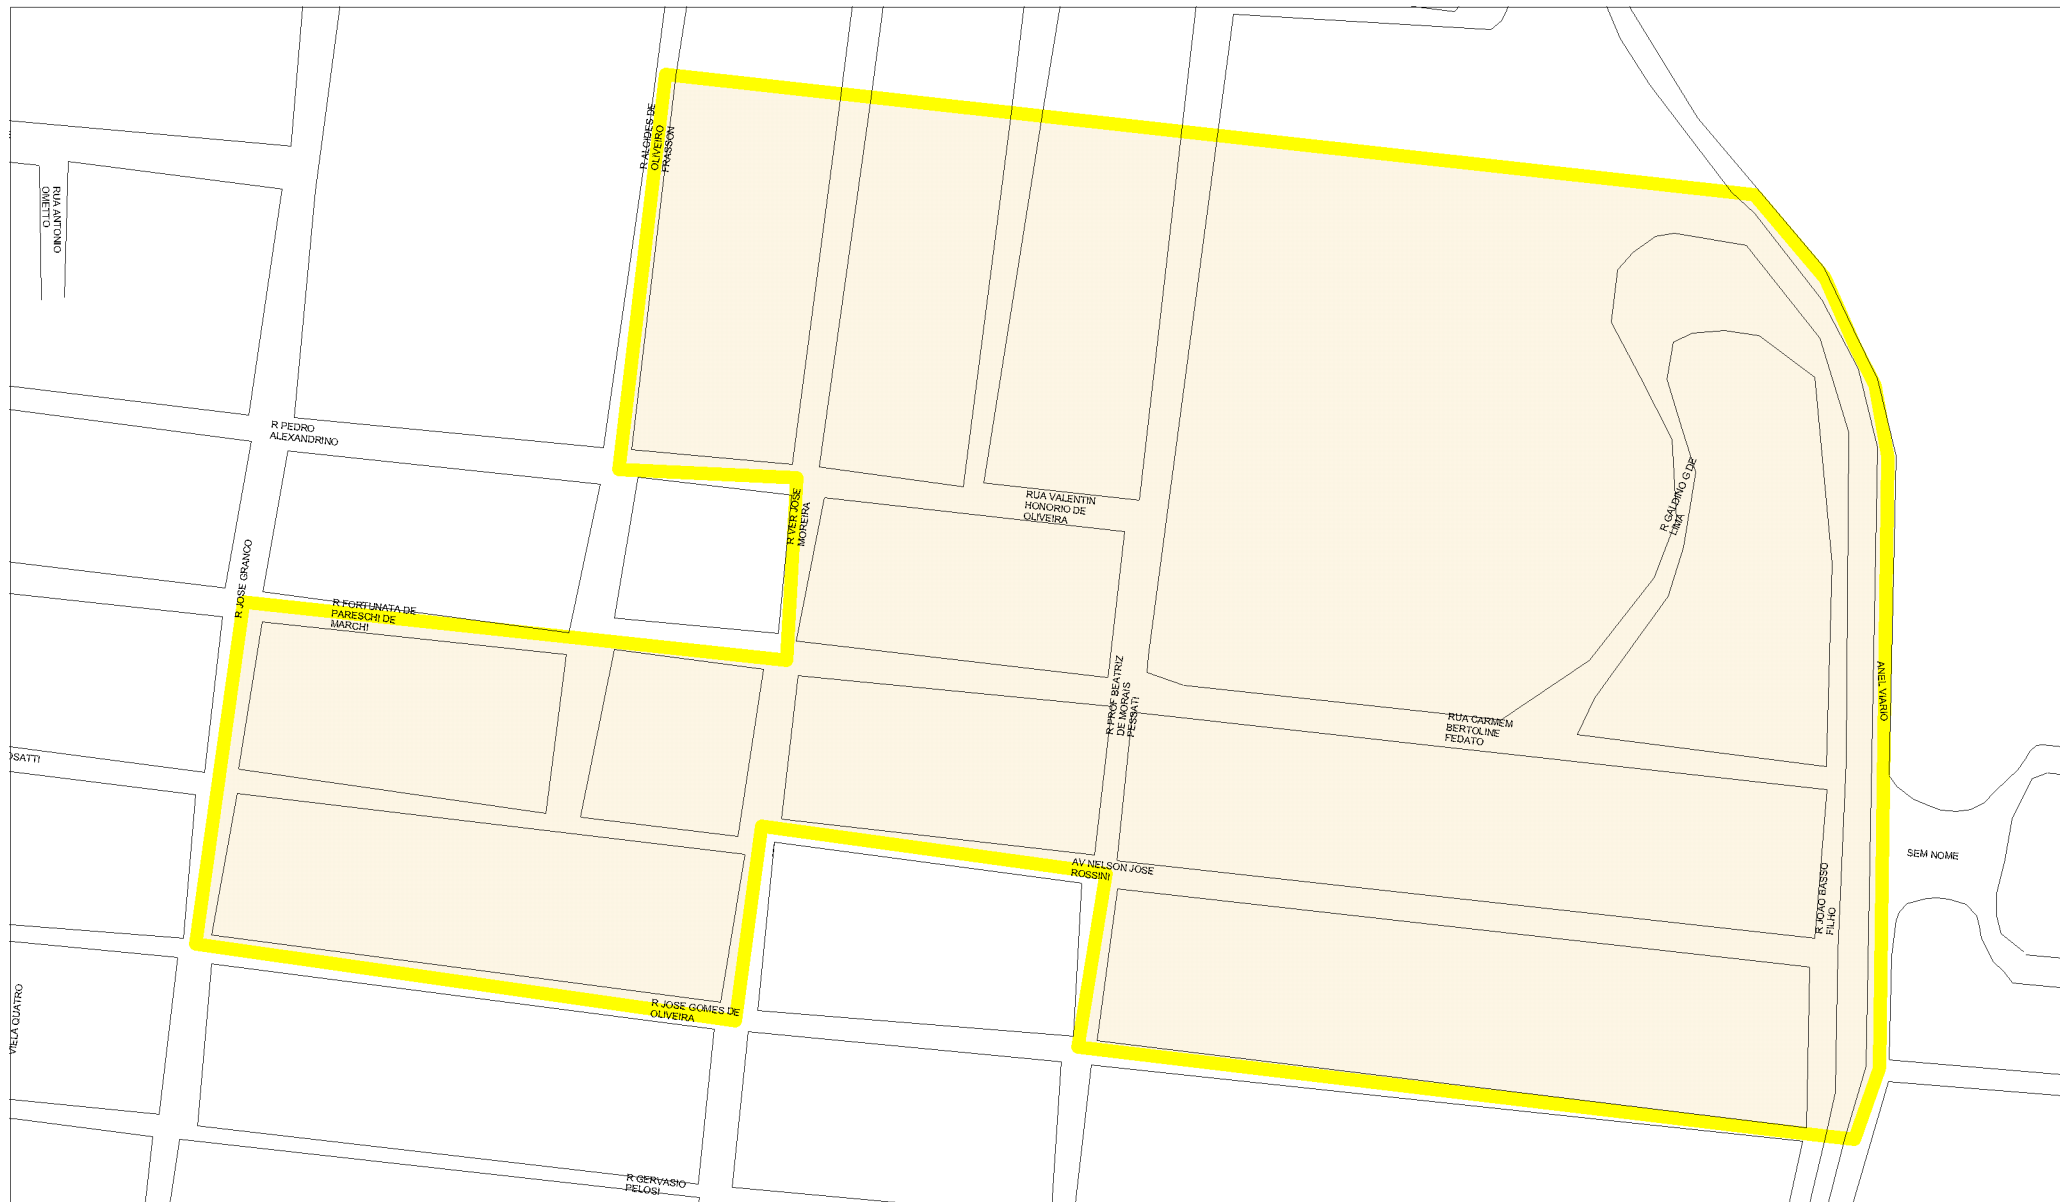 R ALCIDES DE
OLIVEIRO
FRASSON
RUA ANTONIO
OMETTO
R PEDRO
ALEXANDRINO
RUA VALENTIN
HONORIO DE
OLIVEIRA
R VER JOSE
MOREIRA
R GALDINO G DE
LIMA
R JOSE GRANCO
R FORTUNATA DE
PARESCHI DE
MARCHI
R PROF BEATRIZ
DE MORAIS
PESSATI
ANEL VIARIO
RUA CARMEM
BERTOLINE
FEDATO
OSATTI
SEM NOME
AV NELSON JOSE
ROSSINI
R JOAO BASSO
FILHO
R JOSE GOMES DE
OLIVEIRA
VIELA QUATRO
R GERVASIO
PELOSI